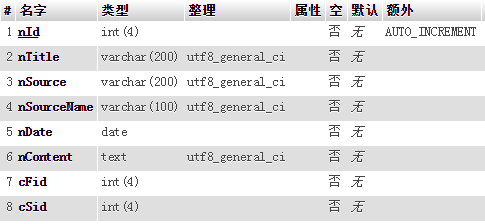 # 名字 类型 整理 属性 空 默认 额外
1 nId int(4) 否 无 AUTO_INCREMENT
2 nTitle varchar(200) utf8_general_ci 否 无
3 nSource varchar(200) utf8_general_ci 否 无
4 nSourceName varchar(100) utf8_general_ci 否 无
5 nDate date 否 无
6 nContent text utf8_general_ci 否 无
7 cFid int(4) 否 无
8 cSid int(4) 否 无